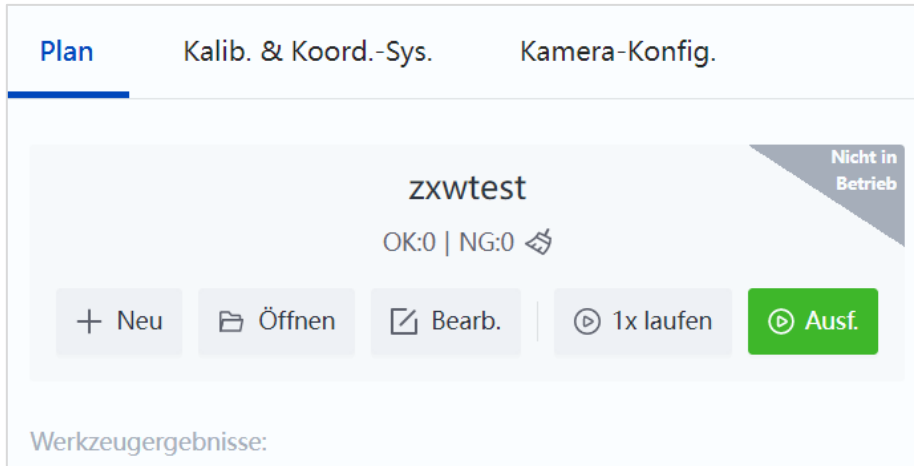 Plan Kalib. & Koord.-Sys. Kamera-Konfig.
Nicht in
Betrieb
zxwtest
OK:0 | NG:0
Neu Öffnen Bearb. 1x laufen Ausf.
Werkzeugergebnisse: